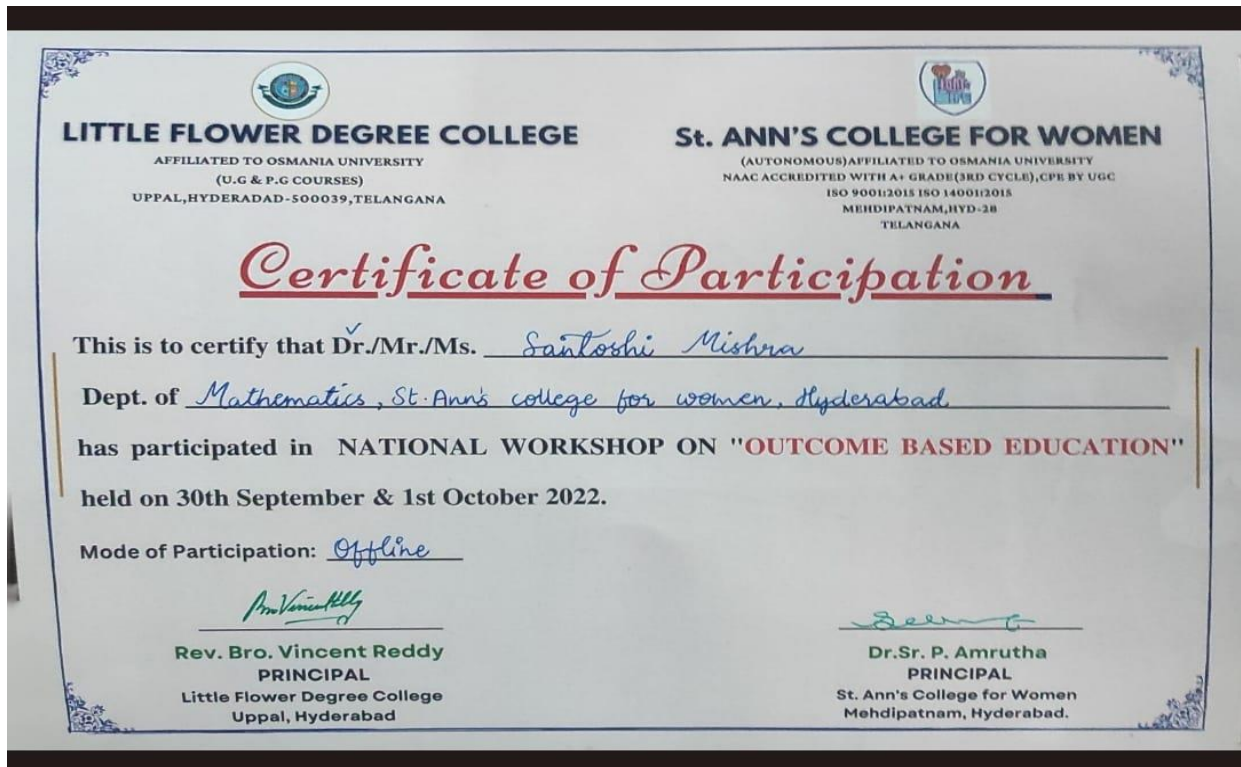 LITTLE FLOWER DEGREE COLLEGE
AFFILIATED TO OSMANIA UNIVERSITY
(U.G & P.G COURSES)
UPPAL,HYDERADAD-500039,TELANGANA
St. ANN'S COLLEGE FOR WOMEN
(AUTONOMOUS)AFFILIATED TO OSMANIA UNIVERSITY
NAAC ACCREDITED WITH A+ GRADE(3RD CYCLE),CPE BY UGC
ISO 9001:2015 ISO 14001:2015
MEHDIPATNAM,HYD-28
TELANGANA
Certificate of Participation
This is to certify that Dr./Mr./Ms. Santoshi Mishra
Dept. of Mathematics, St. Ann's college for women, Hyderabad
has participated in NATIONAL WORKSHOP ON "OUTCOME BASED EDUCATION"
held on 30th September & 1st October 2022.
Mode of Participation: Offline
Rev. Bro. Vincent Reddy
PRINCIPAL
Little Flower Degree College
Uppal, Hyderabad
Dr.Sr. P. Amrutha
PRINCIPAL
St. Ann's College for Women
Mehdipatnam, Hyderabad.